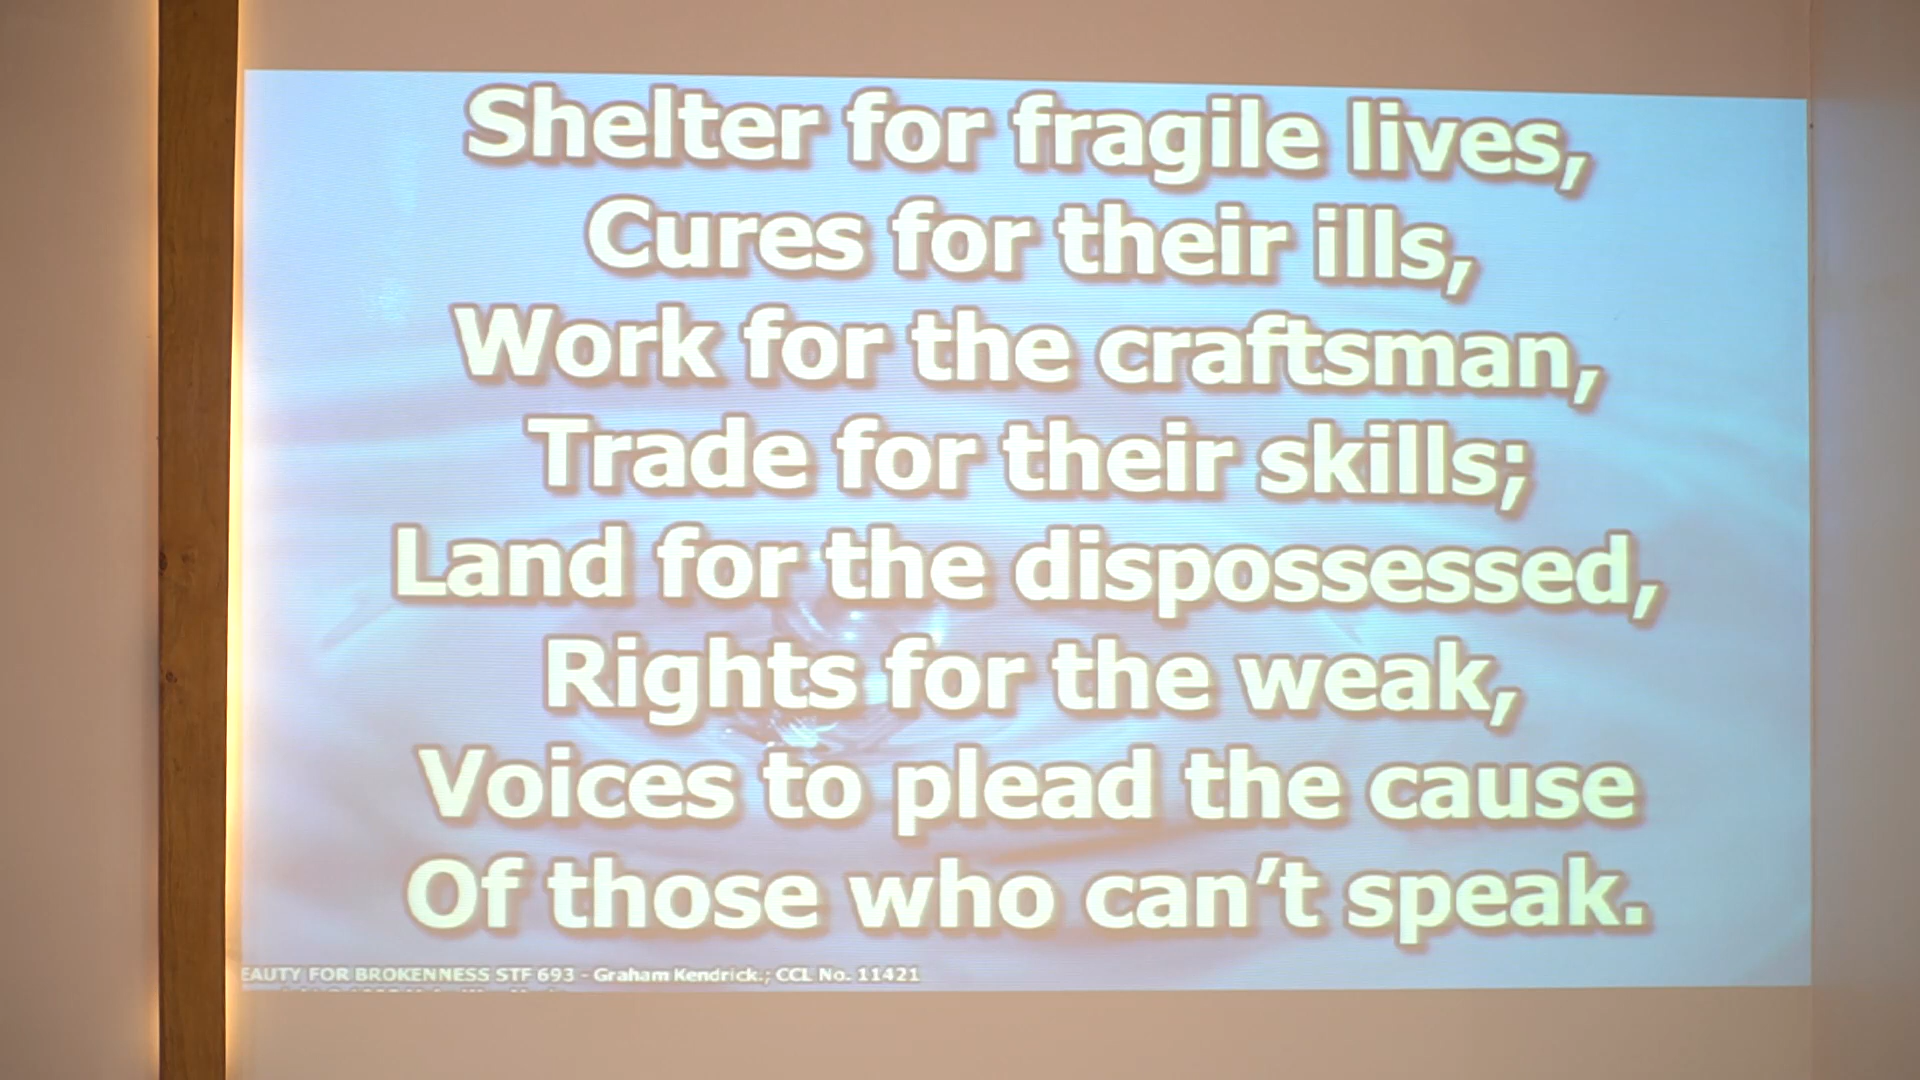 Shelter for fragile lives,
Cures for their ills,
Work for the craftsman,
Trade for their skills;
Land for the dispossessed,
Rights for the weak,
Voices to plead the cause
Of those who can’t speak.
EAUTY FOR BROKENNESS STF 693 - Graham Kendrick.; CCL No. 11421